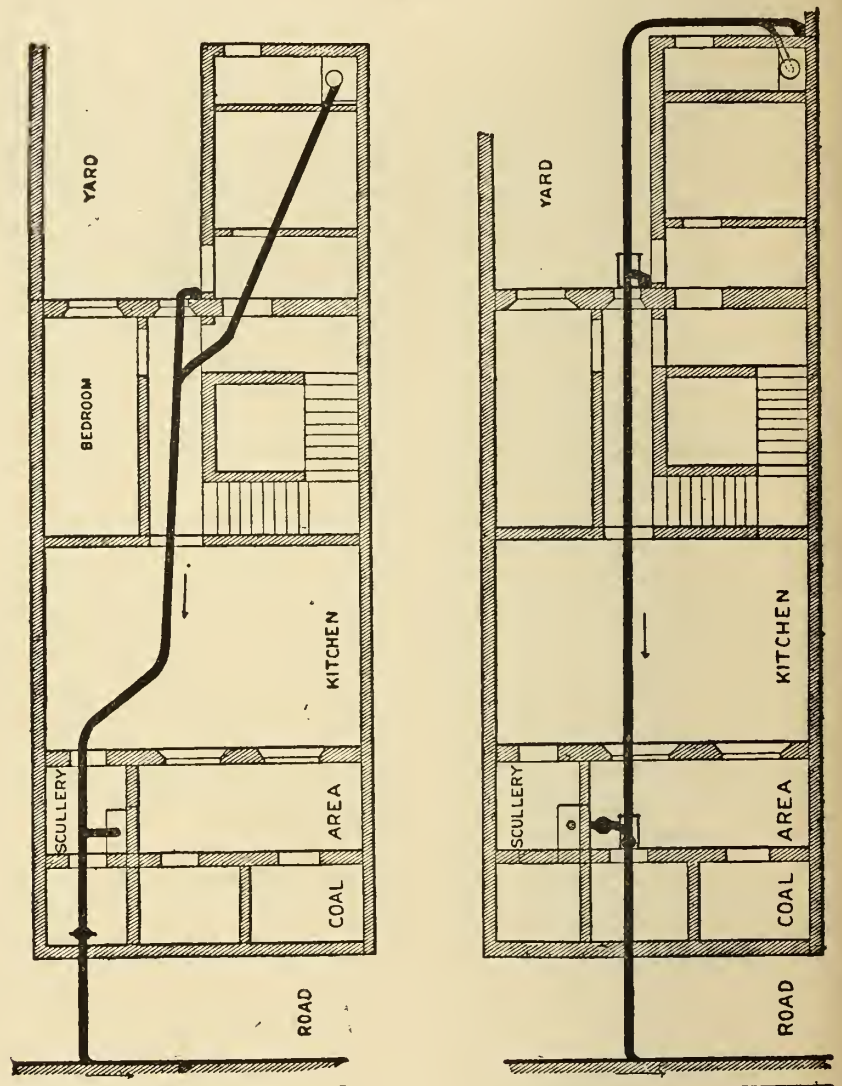 YARD
BEDROOM
KITCHEN
SCULLERY
AREA
COAL
ROAD
YARD
KITCHEN
SCULLERY
AREA
COAL
ROAD